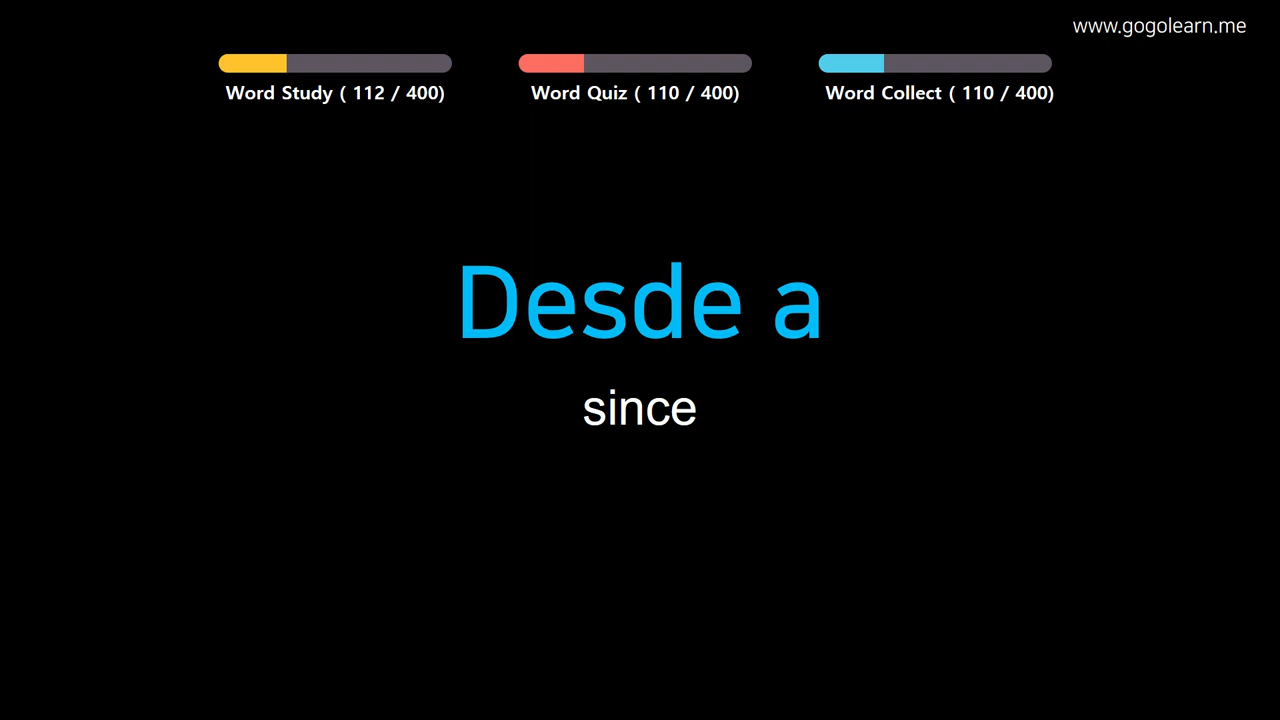 www.gogolearn.me
Word Study ( 112 / 400)
Word Quiz ( 110 / 400)
Word Collect ( 110 / 400)
Desde a
since